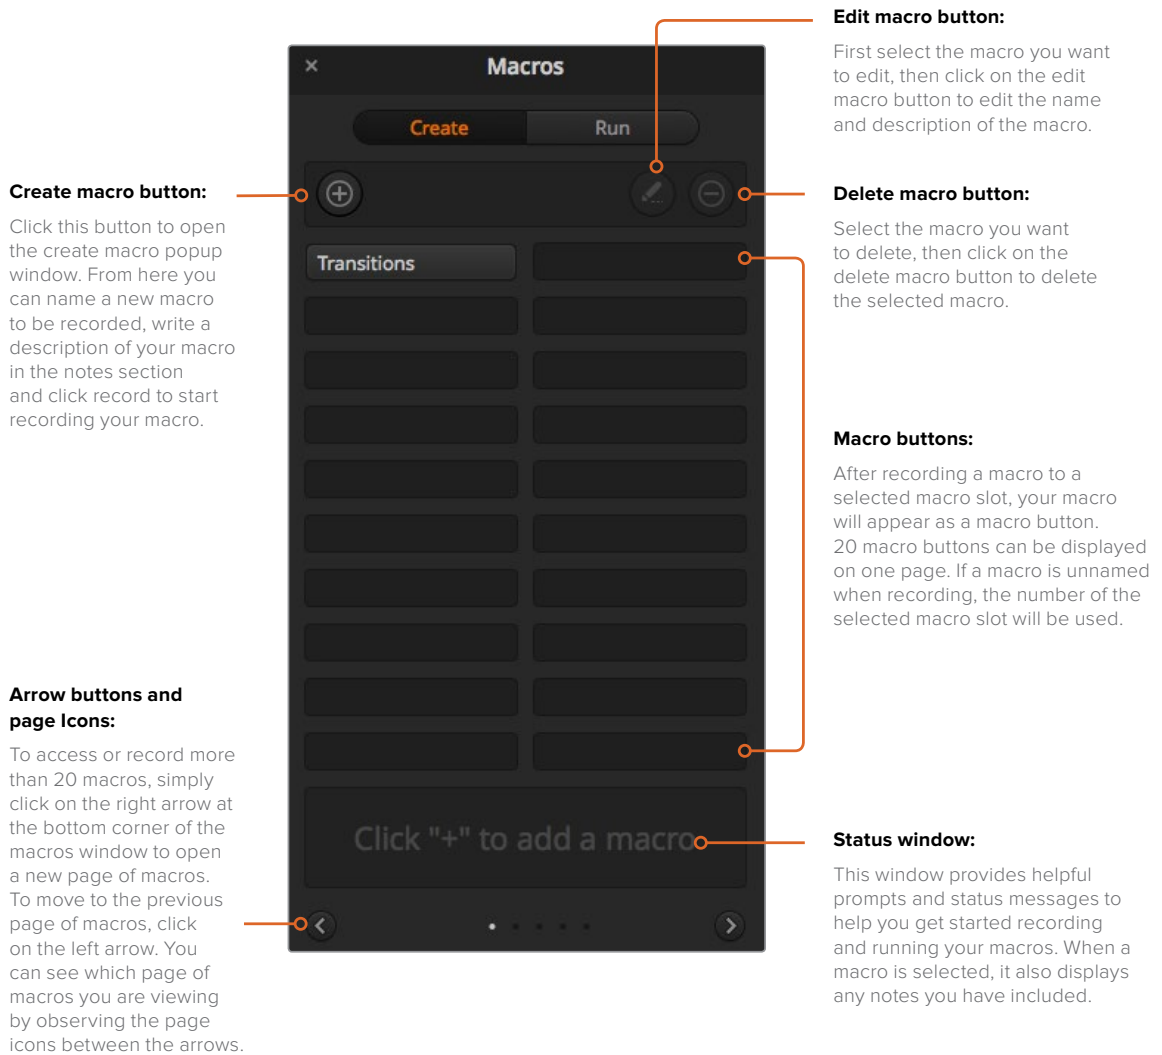 Edit macro button:
First select the macro you want
to edit, then click on the edit
macro button to edit the name
and description of the macro.
Macros
Create
Run
Create macro button:
Click this button to open
the create macro popup
window. From here you
can name a new macro
to be recorded, write a
description of your macro
in the notes section
and click record to start
recording your macro.
Delete macro button:
Select the macro you want
to delete, then click on the
delete macro button to delete
the selected macro.
Transitions
Macro buttons:
After recording a macro to a
selected macro slot, your macro
will appear as a macro button.
20 macro buttons can be displayed
on one page. If a macro is unnamed
when recording, the number of the
selected macro slot will be used.
Arrow buttons and
page Icons:
To access or record more
than 20 macros, simply
click on the right arrow at
the bottom corner of the
macros window to open
a new page of macros.
To move to the previous
page of macros, click
on the left arrow. You
can see which page of
macros you are viewing
by observing the page
icons between the arrows.
Click "+" to add a macro
Status window:
This window provides helpful
prompts and status messages to
help you get started recording
and running your macros. When a
macro is selected, it also displays
any notes you have included.